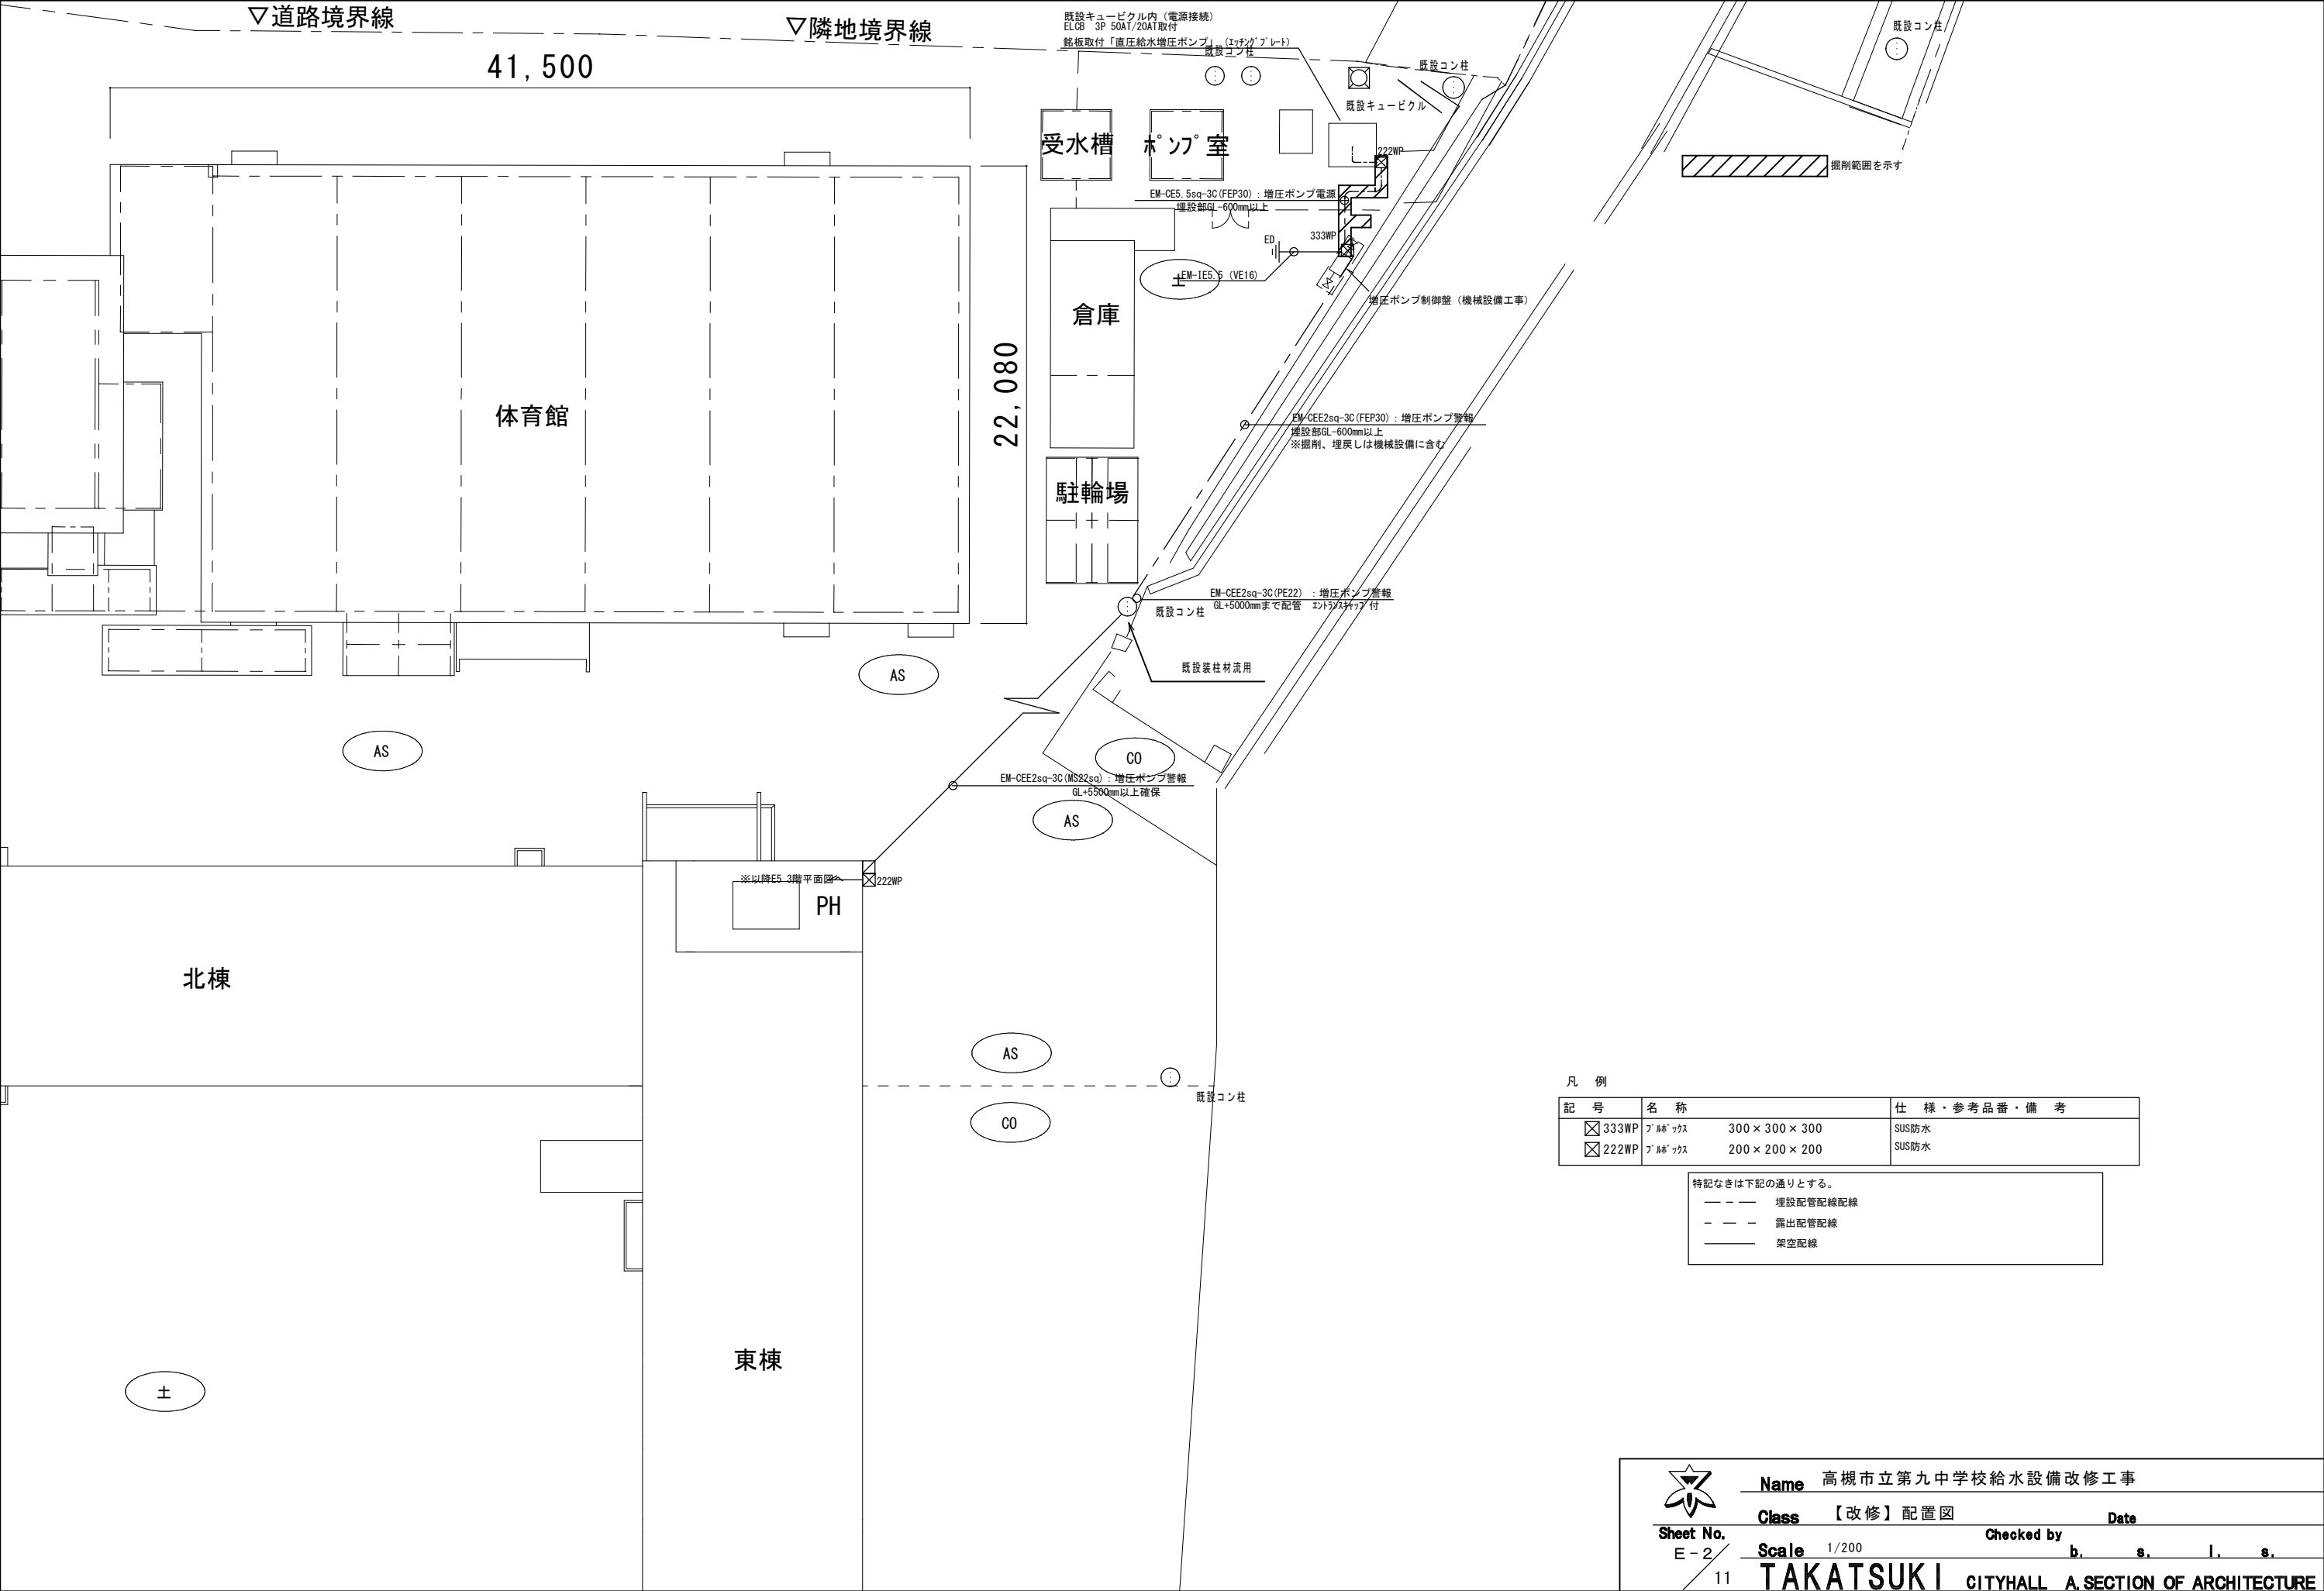 ▽道路境界線
▽隣地境界線
41,500
既設キュービクル内（電源接続）
ELCB 3P 50AT/20AT取付
銘板取付「直圧給水増圧ポンプ」（ｴｯﾁﾝｸﾞﾌﾟﾚｰﾄ）
既設コン柱
既設コン柱
既設コン柱
既設キュービクル
受水槽
ﾎﾟﾝﾌﾟ室
222WP
掘削範囲を示す
EM-CE5.5sq-3C(FEP30)：増圧ポンプ電源
埋設部GL-600mm以上
ED
333WP
土
EM-IE5.5 (VE16)
増圧ポンプ制御盤（機械設備工事）
倉庫
22,080
体育館
EM-CEE2sq-3C(FEP30)：増圧ポンプ警報
埋設部GL-600mm以上
※掘削、埋戻しは機械設備に含む
駐輪場
EM-CEE2sq-3C(PE22) ：増圧ポンプ警報
GL+5000mmまで配管 ｴﾝﾄﾗﾝｽｷｬｯﾌﾟ付
既設コン柱
既設装柱材流用
AS
AS
CO
EM-CEE2sq-3C(MS22sq)：増圧ポンプ警報
GL+5500mm以上確保
AS
※以降E5 3階平面図へ
222WP
PH
北棟
AS
既設コン柱
CO
東棟
土
凡 例
記 号 名 称 仕 様・参考品番・備 考
333WP ﾌﾟﾙﾎﾞｯｸｽ 300×300×300 SUS防水
222WP ﾌﾟﾙﾎﾞｯｸｽ 200×200×200 SUS防水
特記なきは下記の通りとする。
埋設配管配線配線
露出配管配線
架空配線
Name 高槻市立第九中学校給水設備改修工事
Class 【改修】配置図 Date
Sheet No. E-2/11
Checked by
Scale 1/200 b. s. l. s.
TAKATSUKI CITYHALL A.SECTION OF ARCHITECTURE